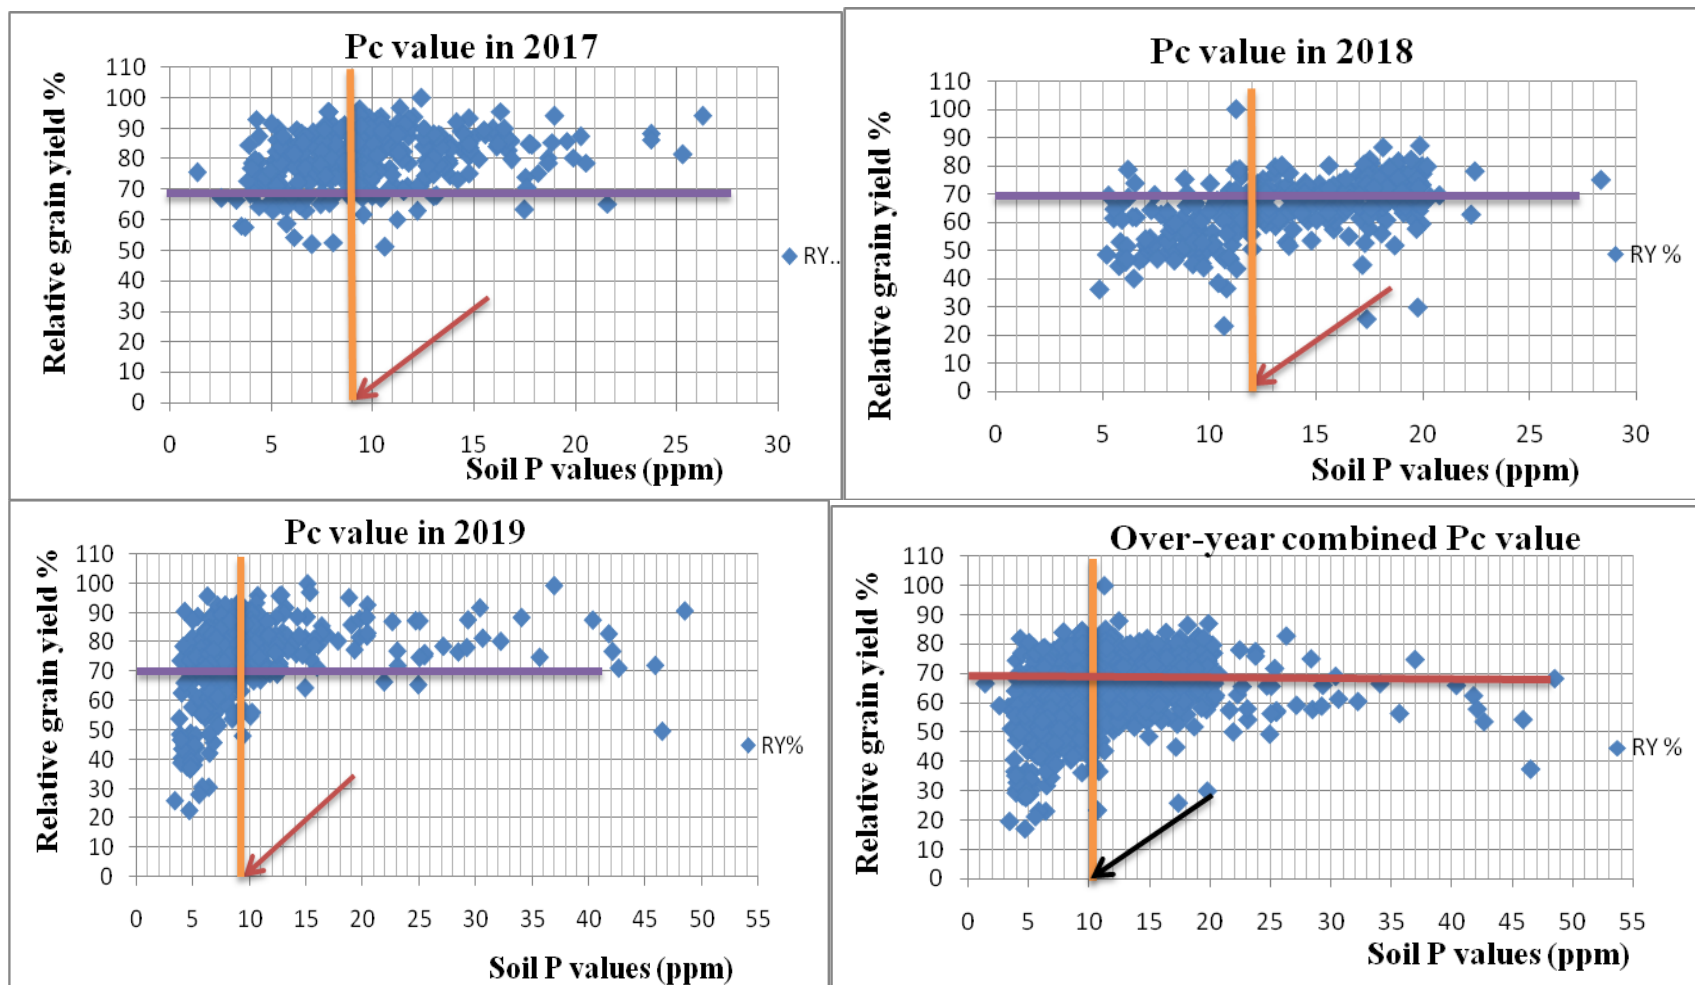 Pc value in 2017
110
100
90
80
70
60
50
40
30
20
10
0
0 5 10 15 20 25 30
Relative grain yield %
Soil P values (ppm)
RY..
Pc value in 2018
110
100
90
80
70
60
50
40
30
20
10
0
0 5 10 15 20 25 30
Relative grain yield %
Soil P values (ppm)
RY %
Pc value in 2019
110
100
90
80
70
60
50
40
30
20
10
0
0 5 10 15 20 25 30 35 40 45 50 55
Relative grain yield %
Soil P values (ppm)
RY%
Over-year combined Pc value
110
100
90
80
70
60
50
40
30
20
10
0
0 5 10 15 20 25 30 35 40 45 50 55
Relative grain yield %
Soil P values (ppm)
RY %